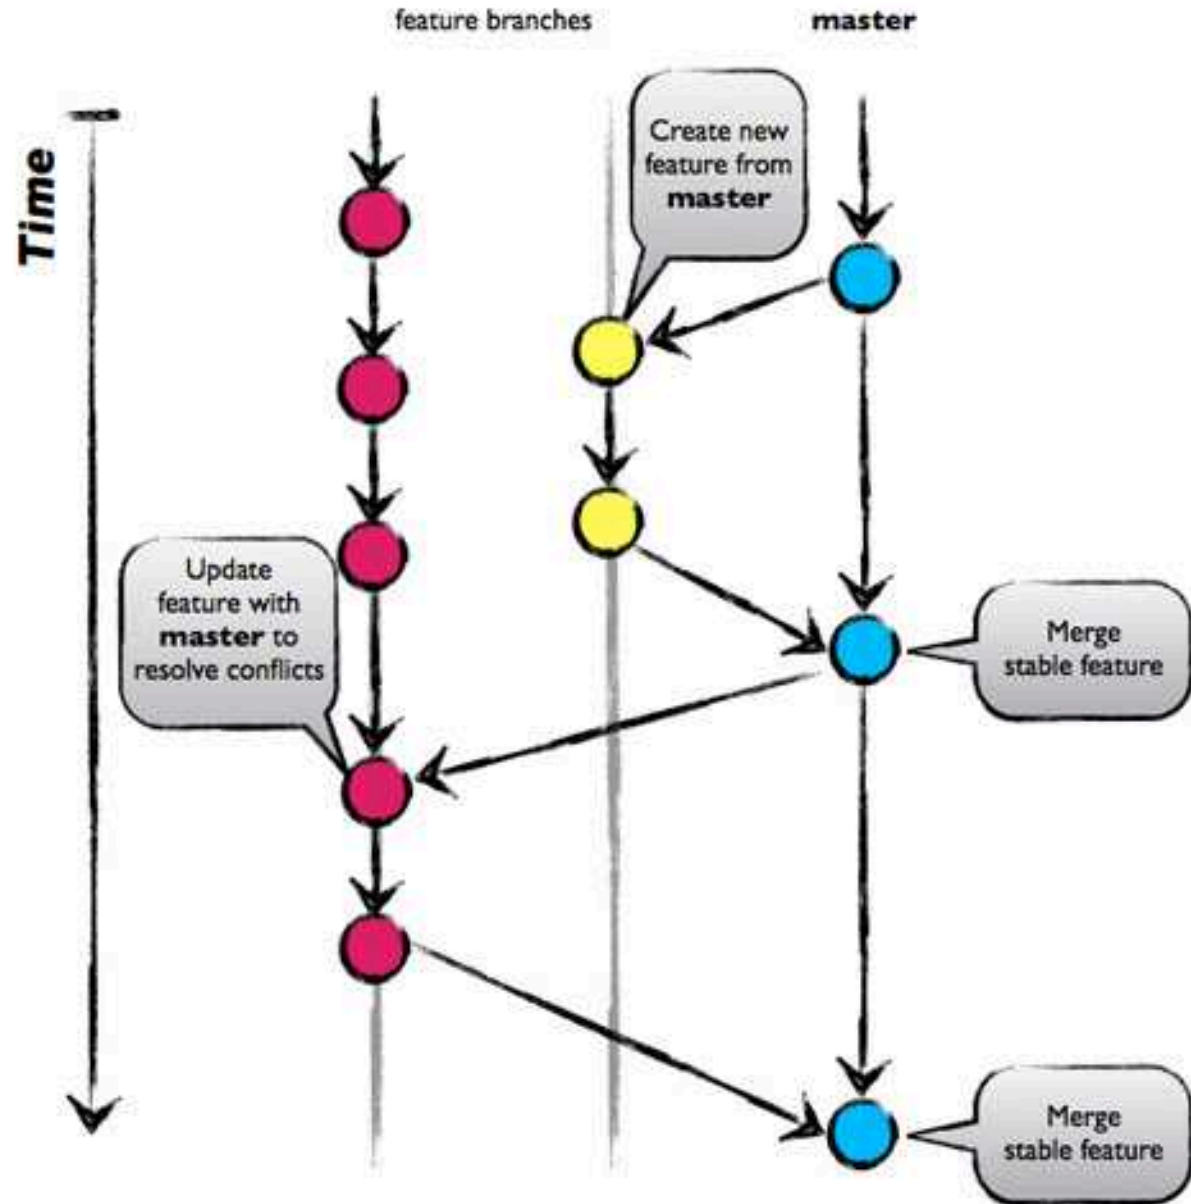 feature branches
master
Time
Create new
feature from
master
Update
feature with
master to
resolve conflicts
Merge
stable feature
Merge
stable feature